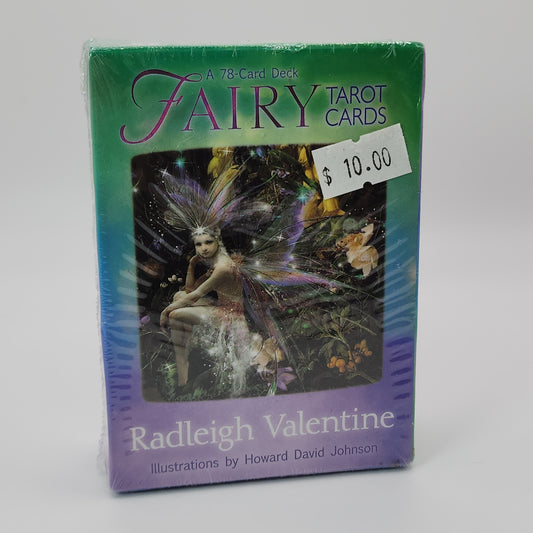 A 78-Card Deck
FAIRY TAROT CARDS
$ 10.00
Radleigh Valentine
Illustrations by Howard David Johnson